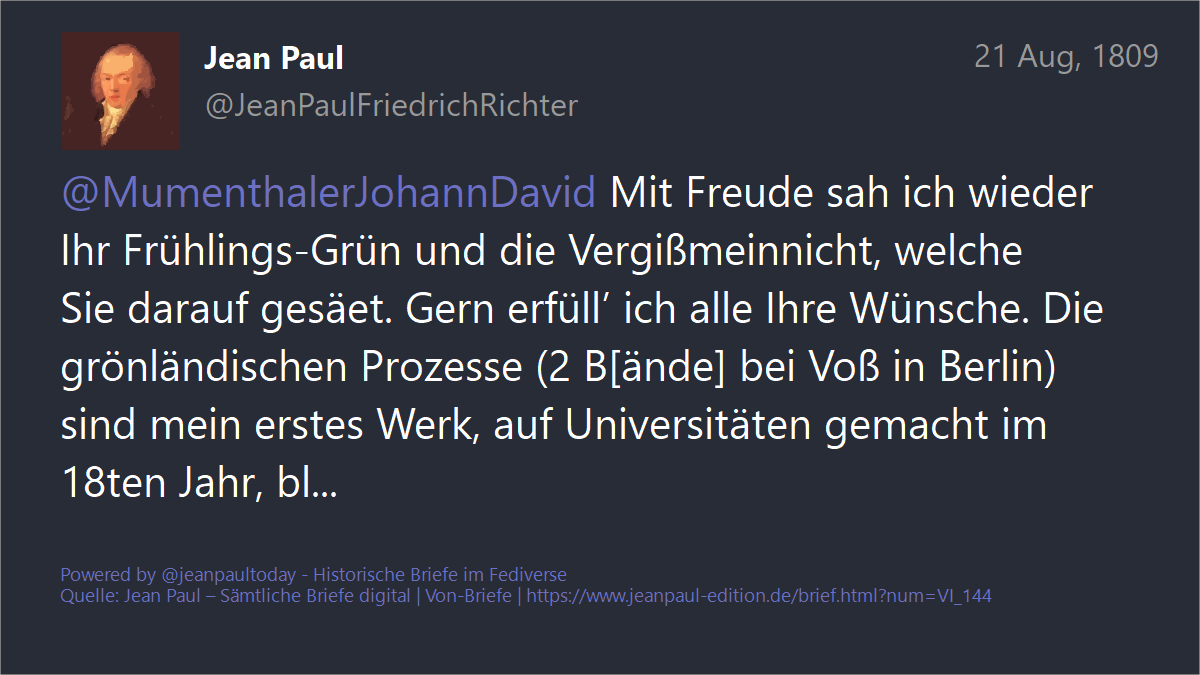 Jean Paul
21 Aug, 1809
@JeanPaulFriedrichRichter
@MumenthalerJohannDavid Mit Freude sah ich wieder
Ihr Frühlings-Grün und die Vergißmeinnicht, welche
Sie darauf gesäet. Gern erfüll’ ich alle Ihre Wünsche. Die
grönländischen Prozesse (2 B[ände] bei Voß in Berlin)
sind mein erstes Werk, auf Universitäten gemacht im
18ten Jahr, bl...
Powered by @jeanpaultoday - Historische Briefe im Fediverse
Quelle: Jean Paul – Sämtliche Briefe digital | Von-Briefe | https://www.jeanpaul-edition.de/brief.html?num=VI_144